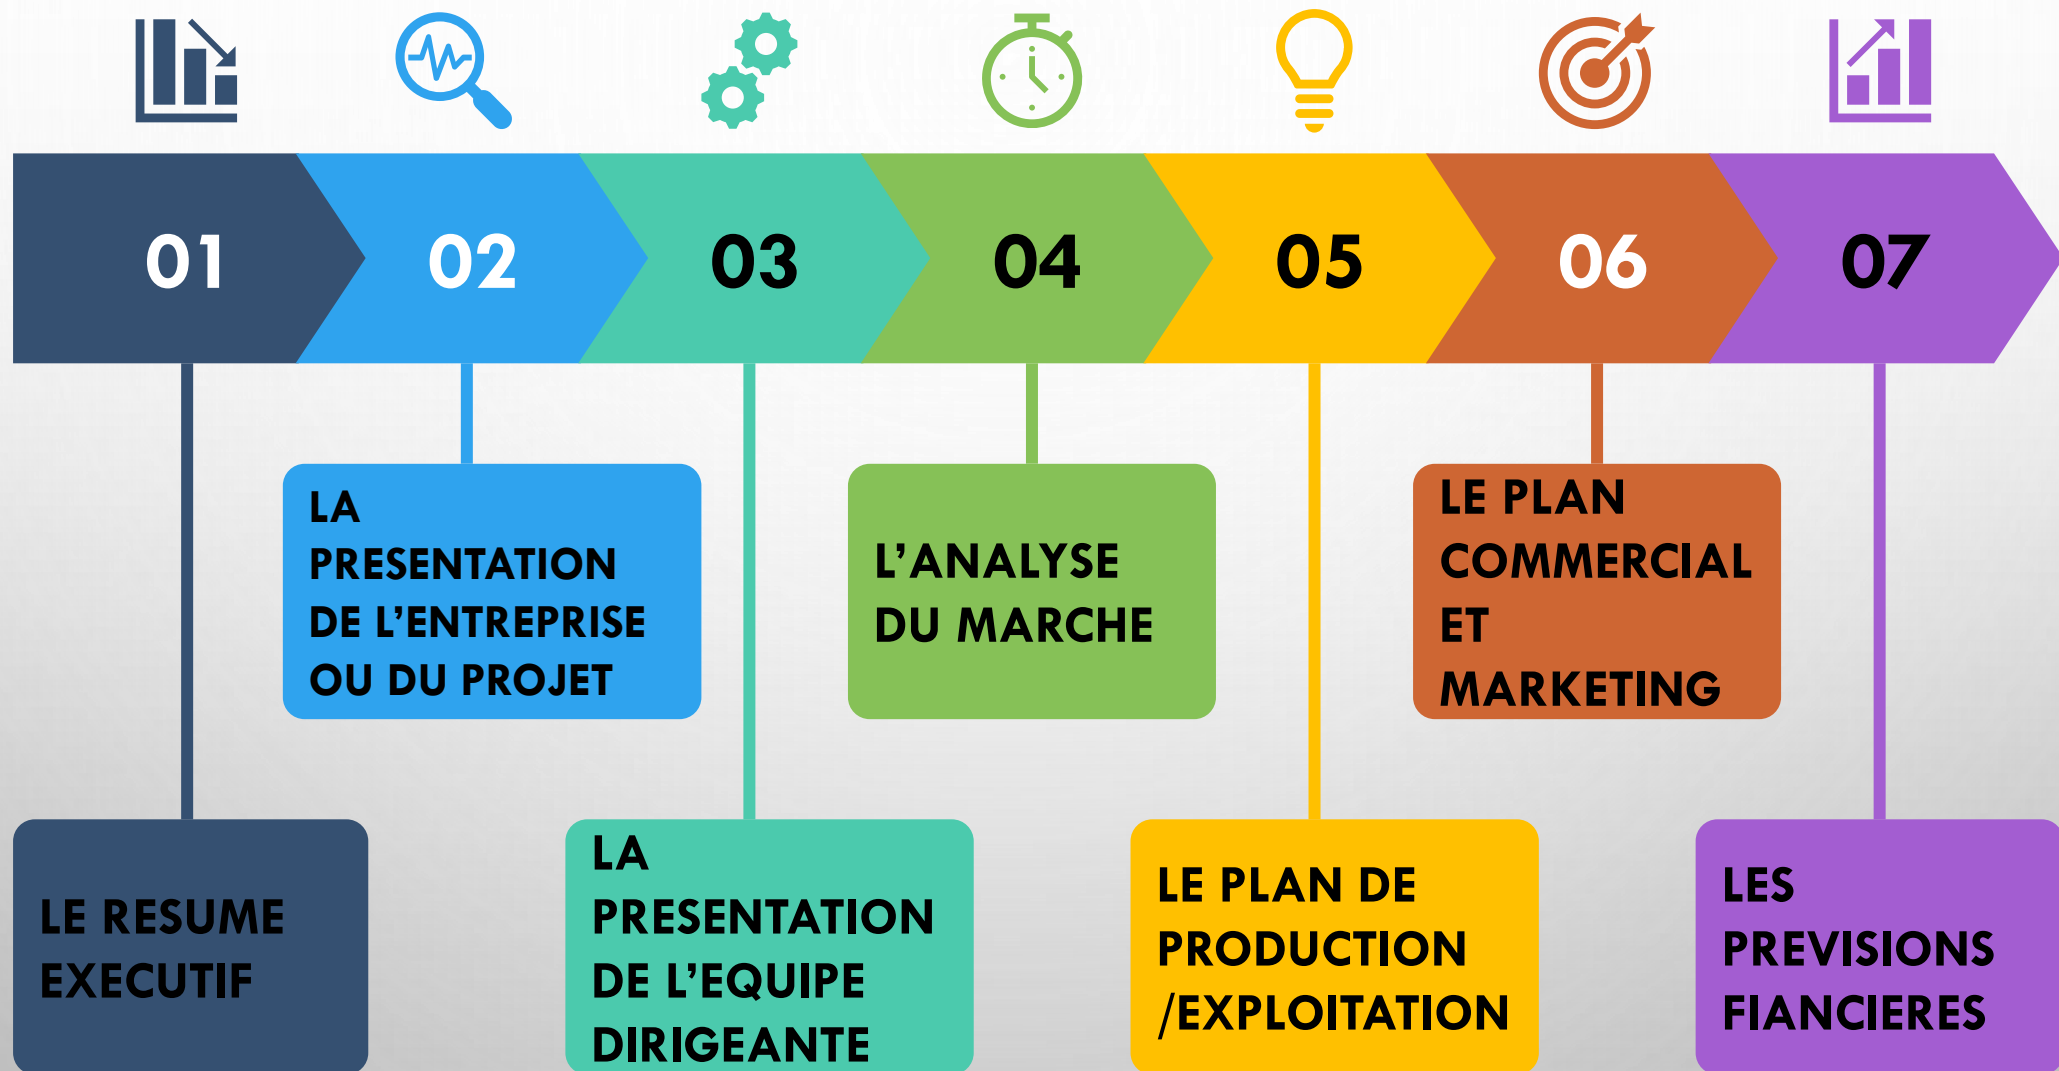 01
02
03
04
05
06
07
LA
PRESENTATION
DE L’ENTREPRISE
OU DU PROJET
L’ANALYSE
DU MARCHE
LE PLAN
COMMERCIAL
ET
MARKETING
LE RESUME
EXECUTIF
LA
PRESENTATION
DE L’EQUIPE
DIRIGEANTE
LE PLAN DE
PRODUCTION
/EXPLOITATION
LES
PREVISIONS
FIANCIERES